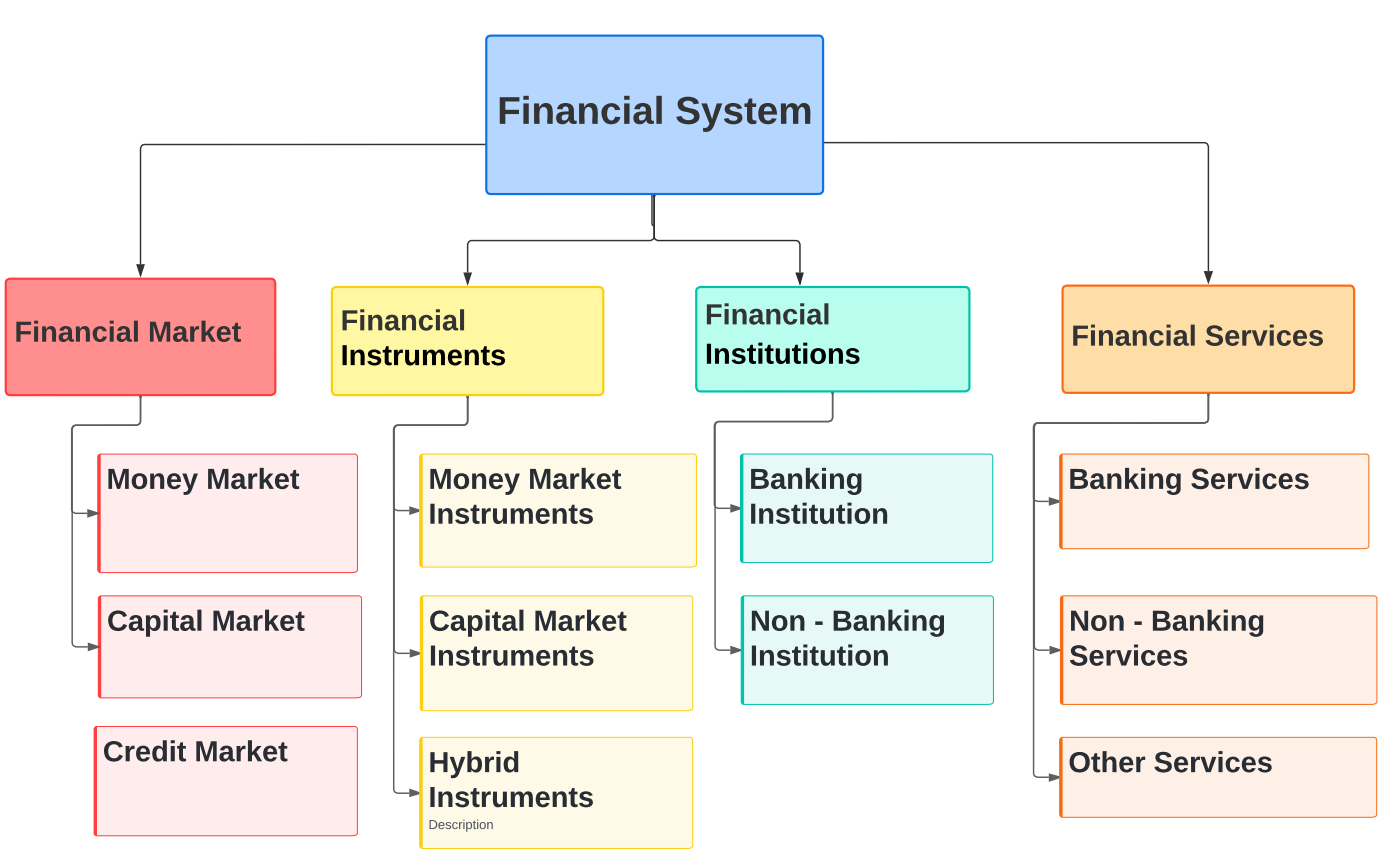 Financial System
Financial Market
Financial
Instruments
Financial
Institutions
Financial Services
Money Market
Capital Market
Credit Market
Money Market
Instruments
Capital Market
Instruments
Hybrid
Instruments
Description
Banking
Institution
Non - Banking
Institution
Banking Services
Non - Banking
Services
Other Services